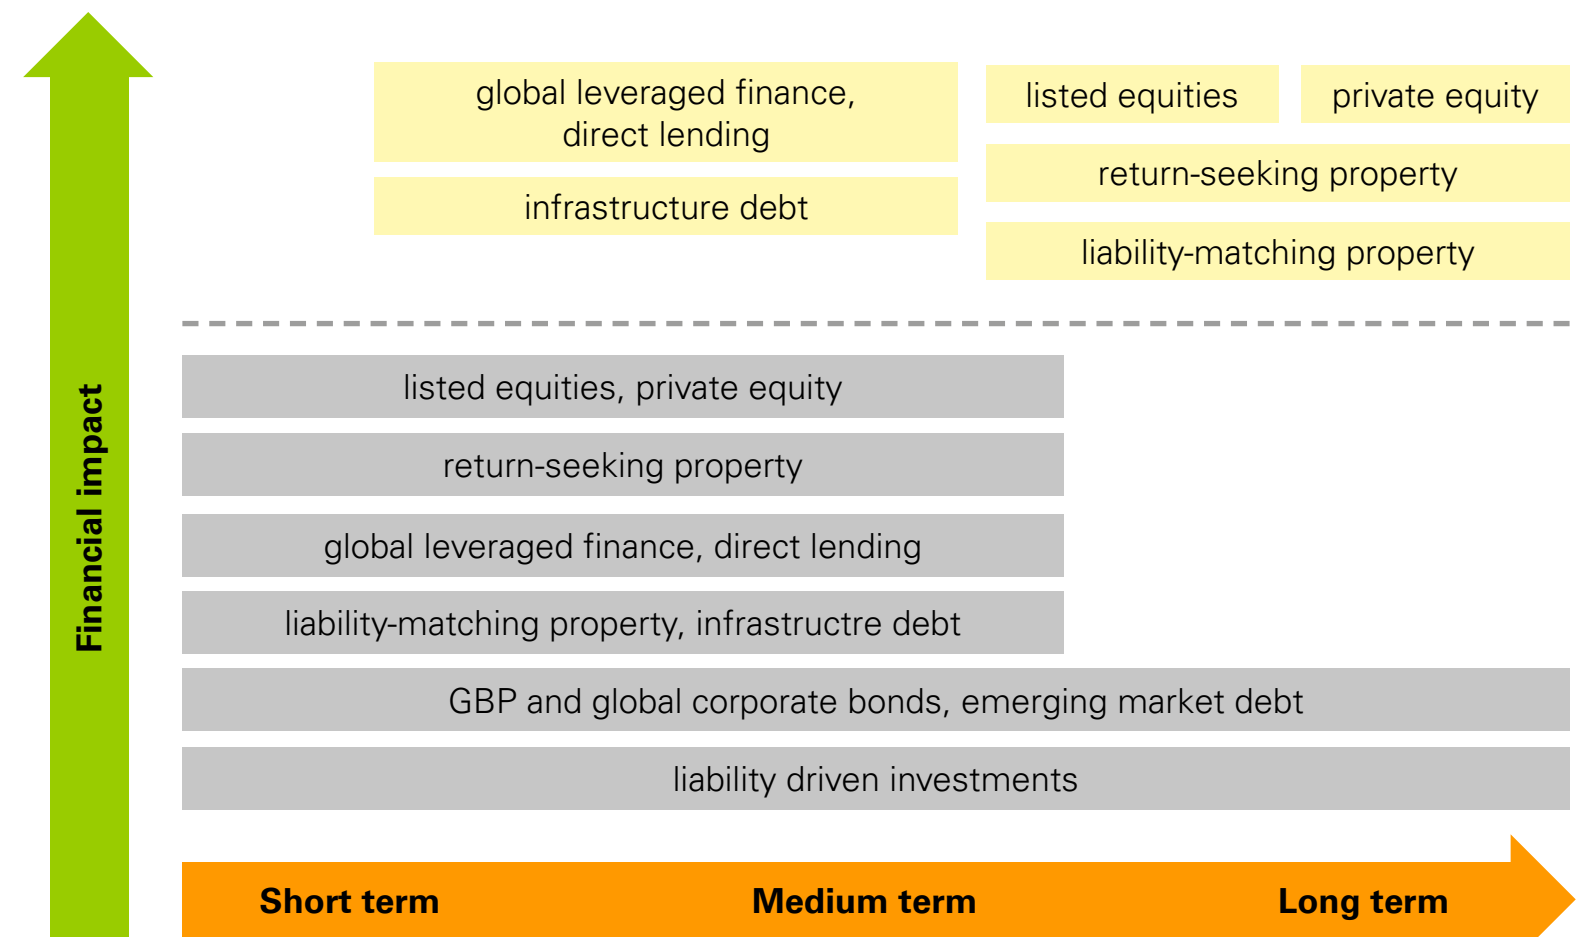 global leveraged finance,
direct lending
listed equities
private equity
return-seeking property
infrastructure debt
liability-matching property
listed equities, private equity
return-seeking property
global leveraged finance, direct lending
liability-matching property, infrastructre debt
GBP and global corporate bonds, emerging market debt
liability driven investments
Financial impact
Short term
Medium term
Long term